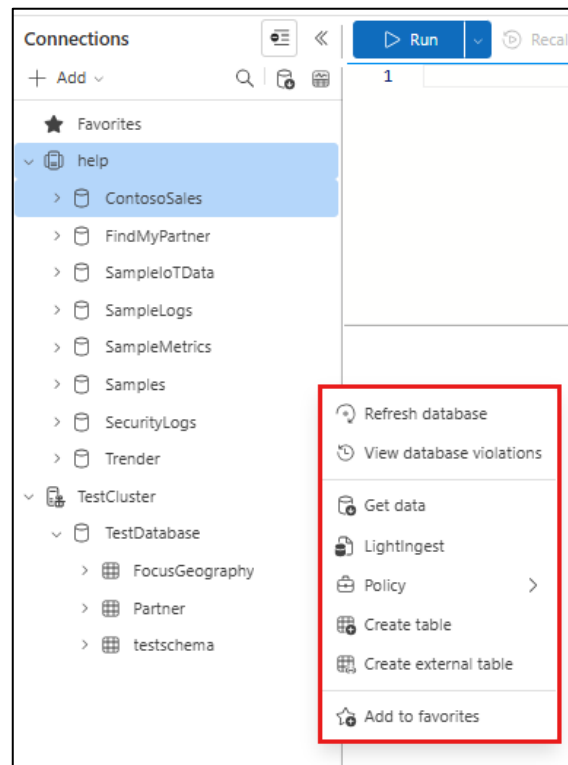 Connections
Run
Recal
Add
1
Favorites
help
ContosoSales
FindMyPartner
SampleIoTData
SampleLogs
SampleMetrics
Samples
SecurityLogs
Trender
TestCluster
TestDatabase
FocusGeography
Partner
testschema
Refresh database
View database violations
Get data
LightIngest
Policy
Create table
Create external table
Add to favorites